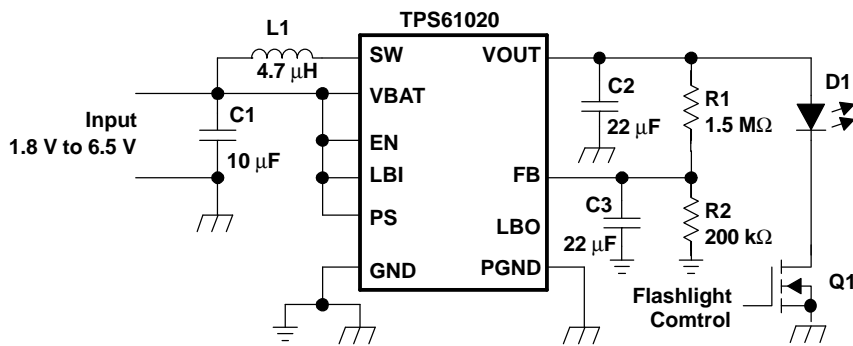 TPS61020
L1
4.7 μH
SW
VOUT
VBAT
EN
LBI
PS
GND
FB
LBO
PGND
Input
1.8 V to 6.5 V
C1
10 μF
C2
22 μF
R1
1.5 MΩ
D1
C3
22 μF
R2
200 kΩ
Q1
Flashlight
Comtrol